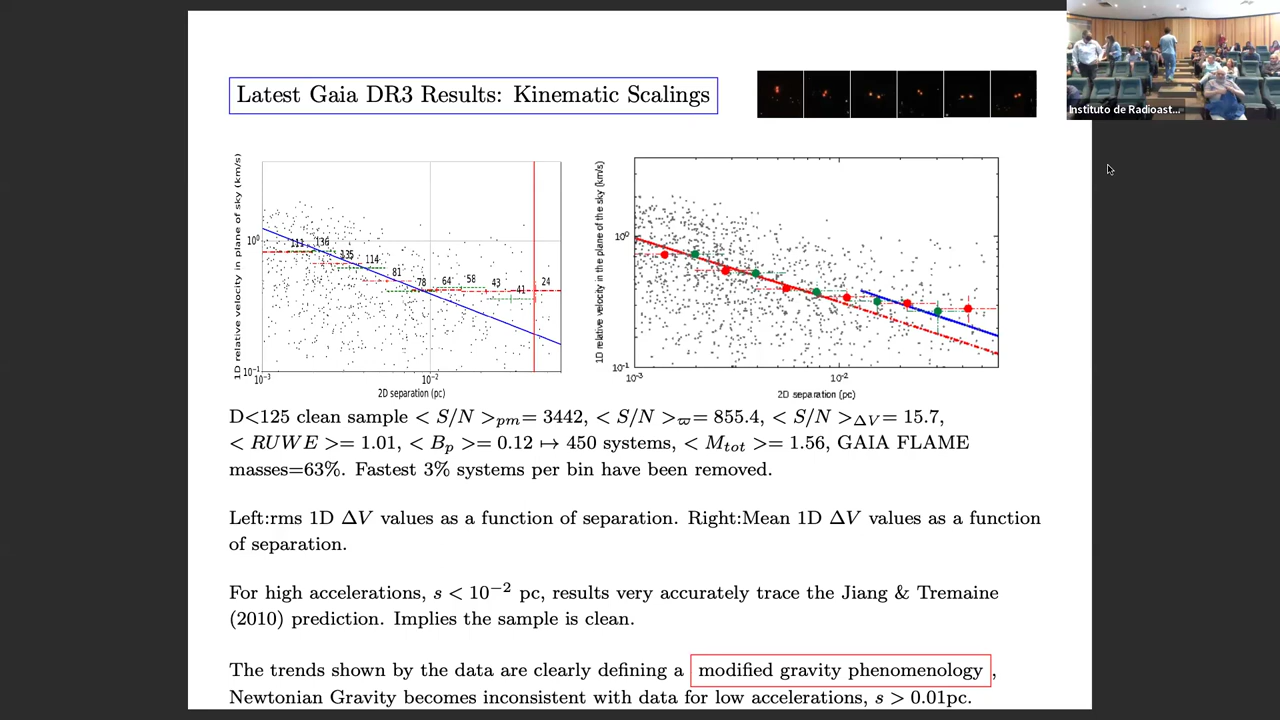 Latest Gaia DR3 Results: Kinematic Scalings
Instituto de Radioast...
1D relative velocity in plane of sky (km/s)
10⁰
10⁻¹
111
136
135
114
81
78
64
58
43
41
24
10⁻³
10⁻²
2D separation (pc)
1D relative velocity in the plane of the sky (km/s)
10⁰
10⁻¹
10⁻³
10⁻²
2D separation (pc)
D<125 clean sample < S/N >pm= 3442, < S/N >ϖ= 855.4, < S/N >ΔV= 15.7,
< RUWE >= 1.01, < Bp >= 0.12 ↦ 450 systems, < Mtot >= 1.56, GAIA FLAME
masses=63%. Fastest 3% systems per bin have been removed.
Left:rms 1D ΔV values as a function of separation. Right:Mean 1D ΔV values as a function
of separation.
For high accelerations, s < 10⁻² pc, results very accurately trace the Jiang & Tremaine
(2010) prediction. Implies the sample is clean.
The trends shown by the data are clearly defining a modified gravity phenomenology,
Newtonian Gravity becomes inconsistent with data for low accelerations, s > 0.01pc.